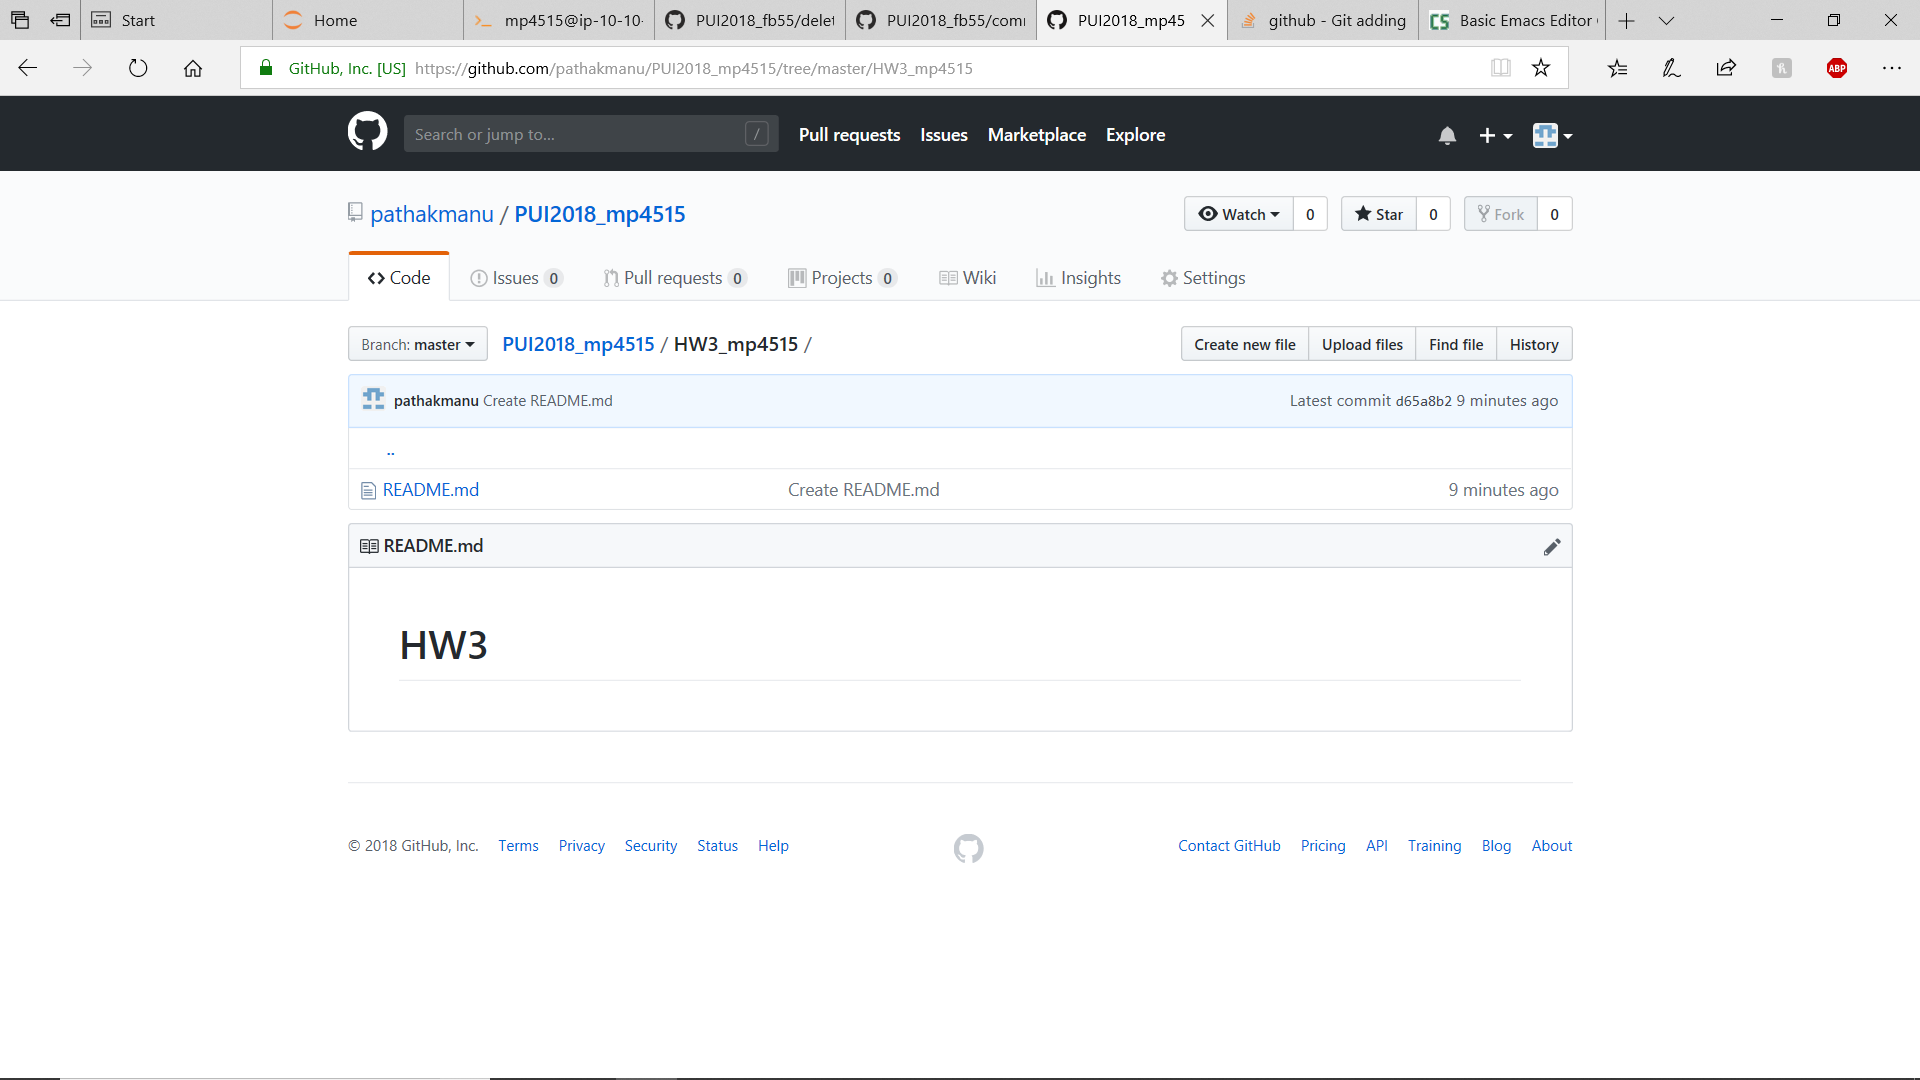 Start Home mp4515@ip-10-10- PUI2018_fb55/delet PUI2018_fb55/com PUI2018_mp45 github - Git adding Basic Emacs Editor
GitHub, Inc. [US] https://github.com/pathakmanu/PUI2018_mp4515/tree/master/HW3_mp4515 ABP
Search or jump to... / Pull requests Issues Marketplace Explore
pathakmanu / PUI2018_mp4515 Watch 0 Star 0 Fork 0
Code Issues 0 Pull requests 0 Projects 0 Wiki Insights Settings
Branch: master PUI2018_mp4515 / HW3_mp4515 / Create new file Upload files Find file History
pathakmanu Create README.md Latest commit d65a8b2 9 minutes ago
..
README.md Create README.md 9 minutes ago
README.md
HW3
© 2018 GitHub, Inc. Terms Privacy Security Status Help Contact GitHub Pricing API Training Blog About